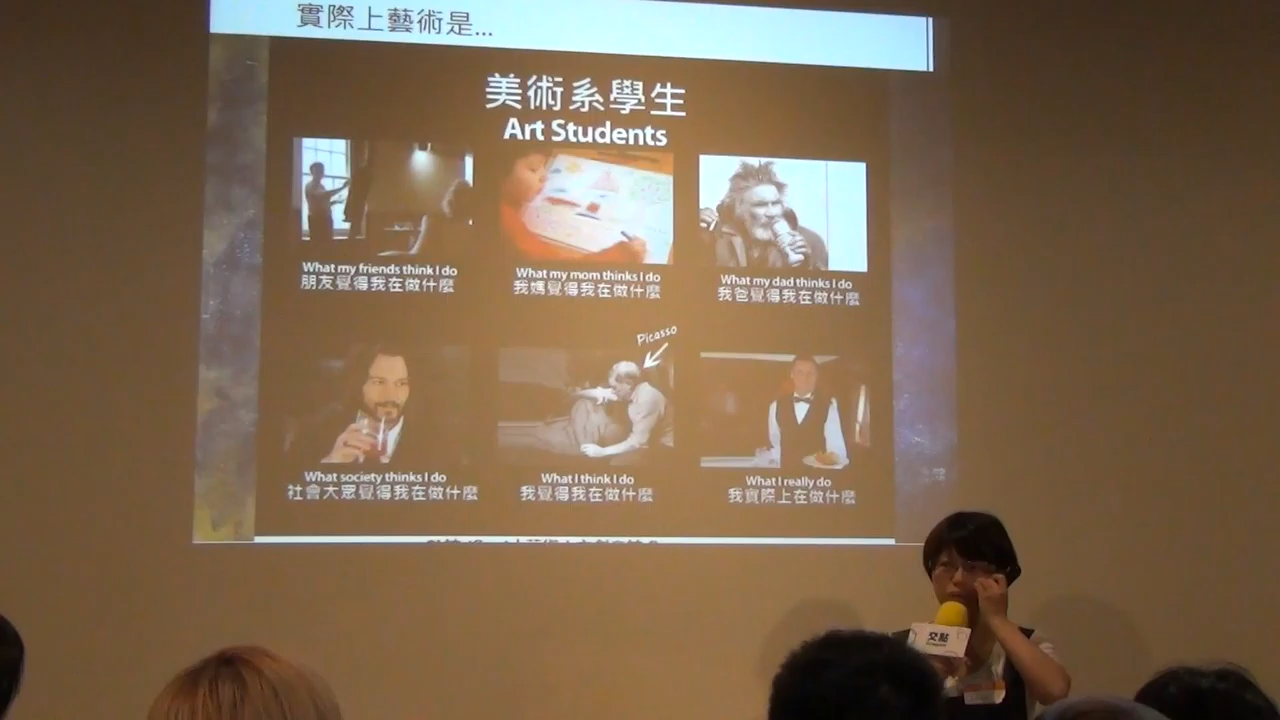 實際上藝術是...
美術系學生
Art Students
What my friends think I do
朋友覺得我在做什麼
What my mom thinks I do
我媽覺得我在做什麼
What my dad thinks I do
我爸覺得我在做什麼
Picasso
What society thinks I do
社會大眾覺得我在做什麼
What I think I do
我覺得我在做什麼
What I really do
我實際上在做什麼
交點